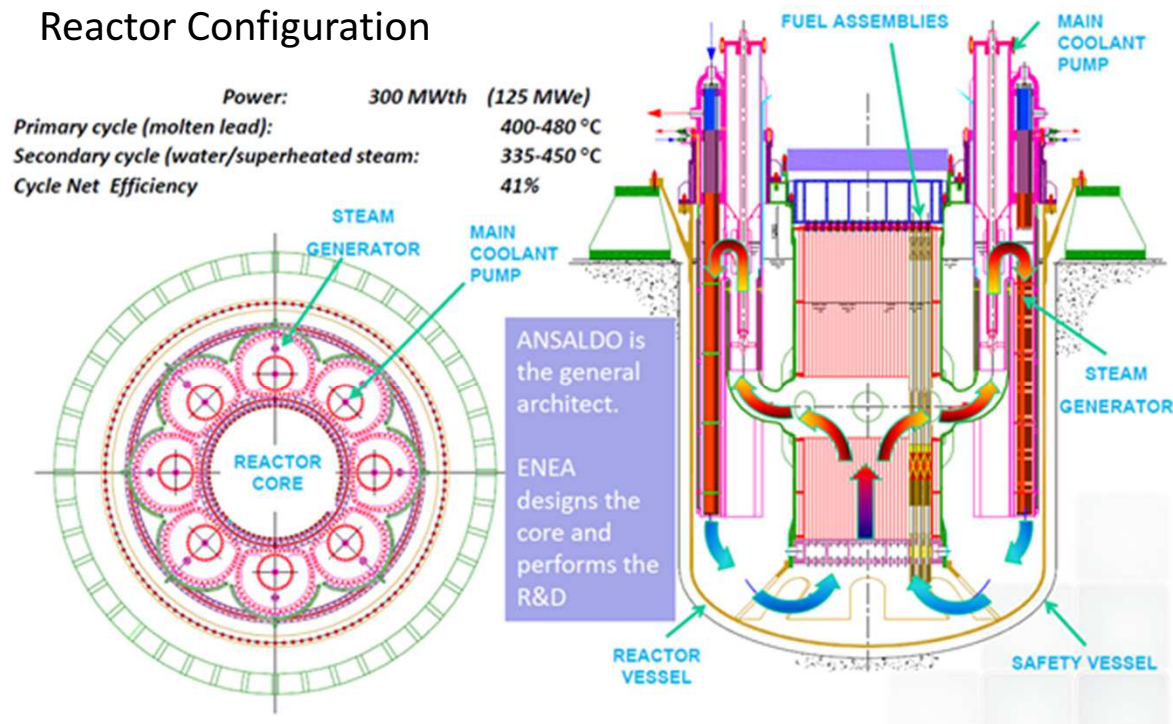 Reactor Configuration
Power: 300 MWth (125 MWe)
Primary cycle (molten lead): 400-480 °C
Secondary cycle (water/superheated steam: 335-450 °C
Cycle Net Efficiency 41%
STEAM
GENERATOR
MAIN
COOLANT
PUMP
REACTOR
CORE
FUEL ASSEMBLIES
MAIN
COOLANT
PUMP
ANSALDO is
the general
architect.
ENEA
designs the
core and
performs the
R&D
STEAM
GENERATOR
REACTOR
VESSEL
SAFETY VESSEL